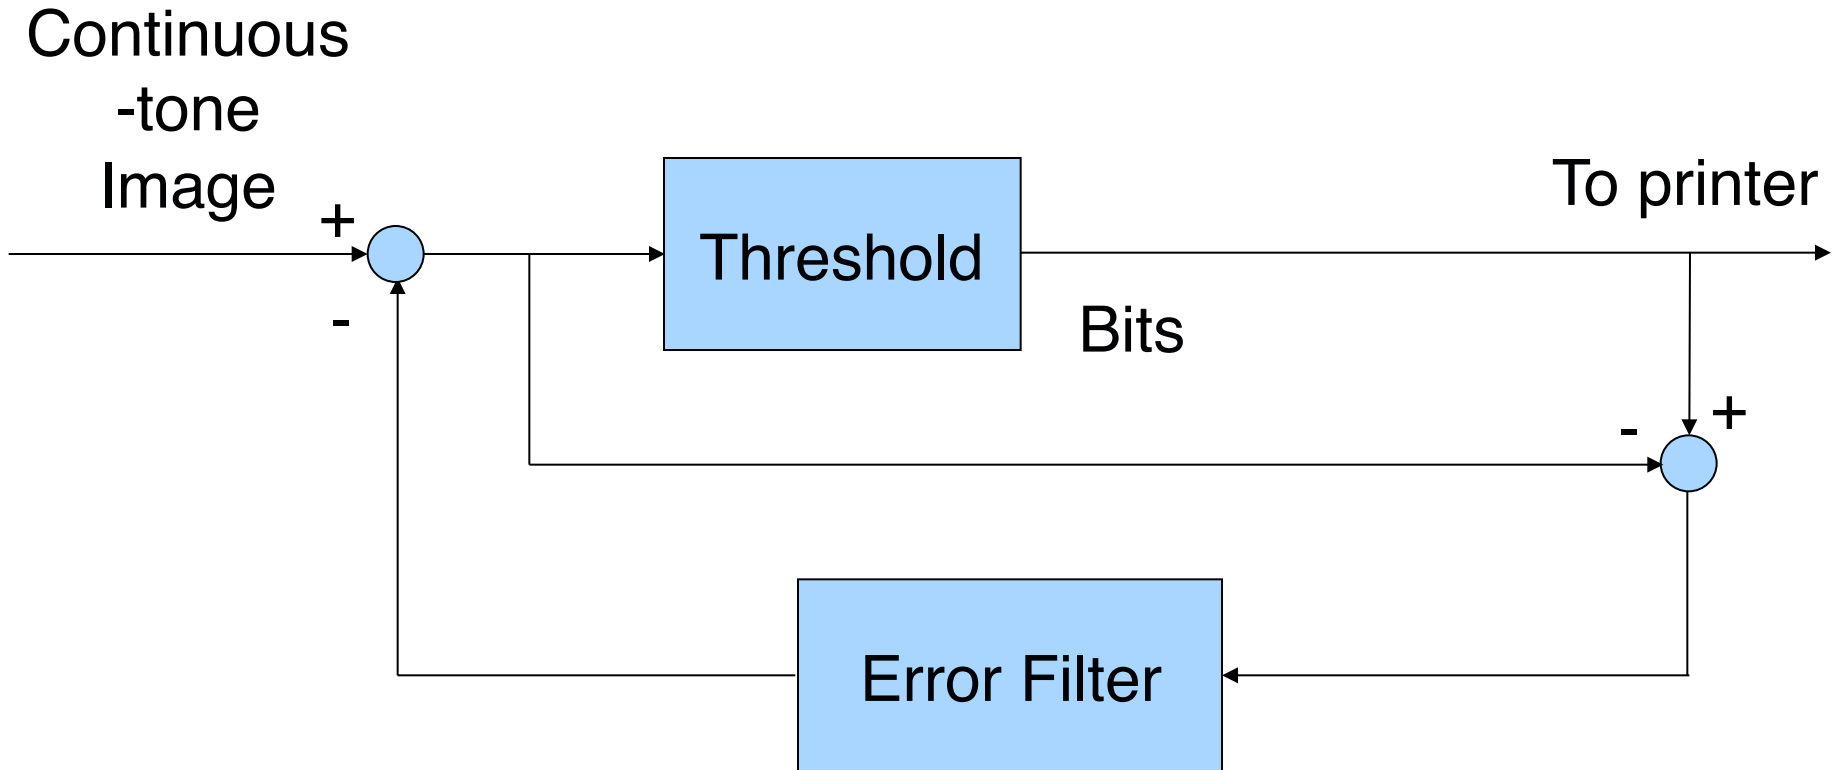 Continuous
-tone
Image
To printer
+
Threshold
-
Bits
+
-
Error Filter